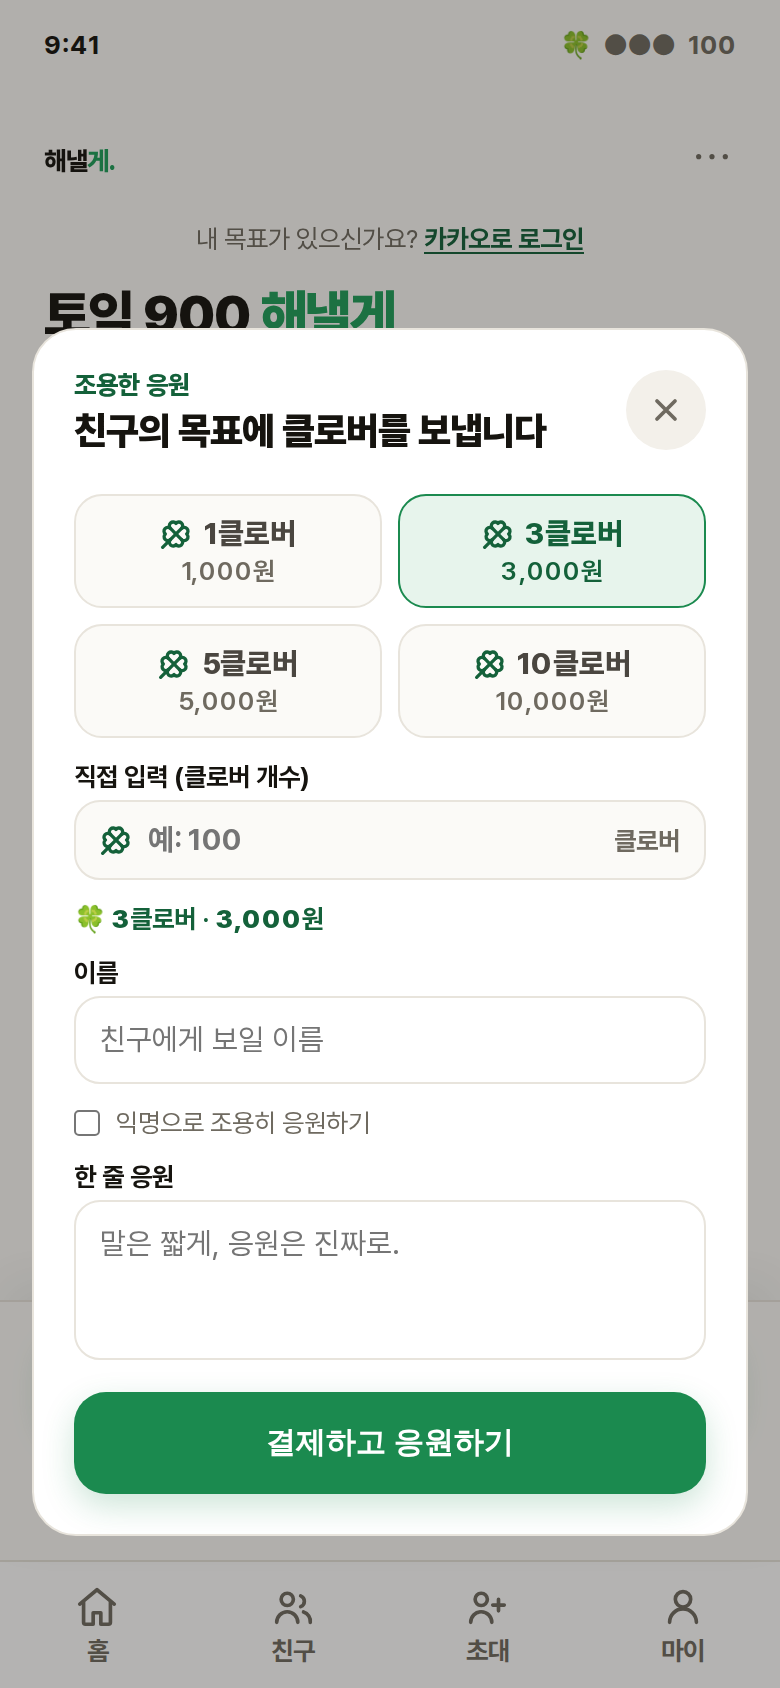 9:41
100
해낼게.
내 목표가 있으신가요? 카카오로 로그인
토익 900 해낼게
조용한 응원
친구의 목표에 클로버를 보냅니다
1클로버
1,000원
3클로버
3,000원
5클로버
5,000원
10클로버
10,000원
직접 입력 (클로버 개수)
예: 100 클로버
🍀 3클로버 · 3,000원
이름
친구에게 보일 이름
익명으로 조용히 응원하기
한 줄 응원
말은 짧게, 응원은 진짜로.
결제하고 응원하기
홈
친구
초대
마이